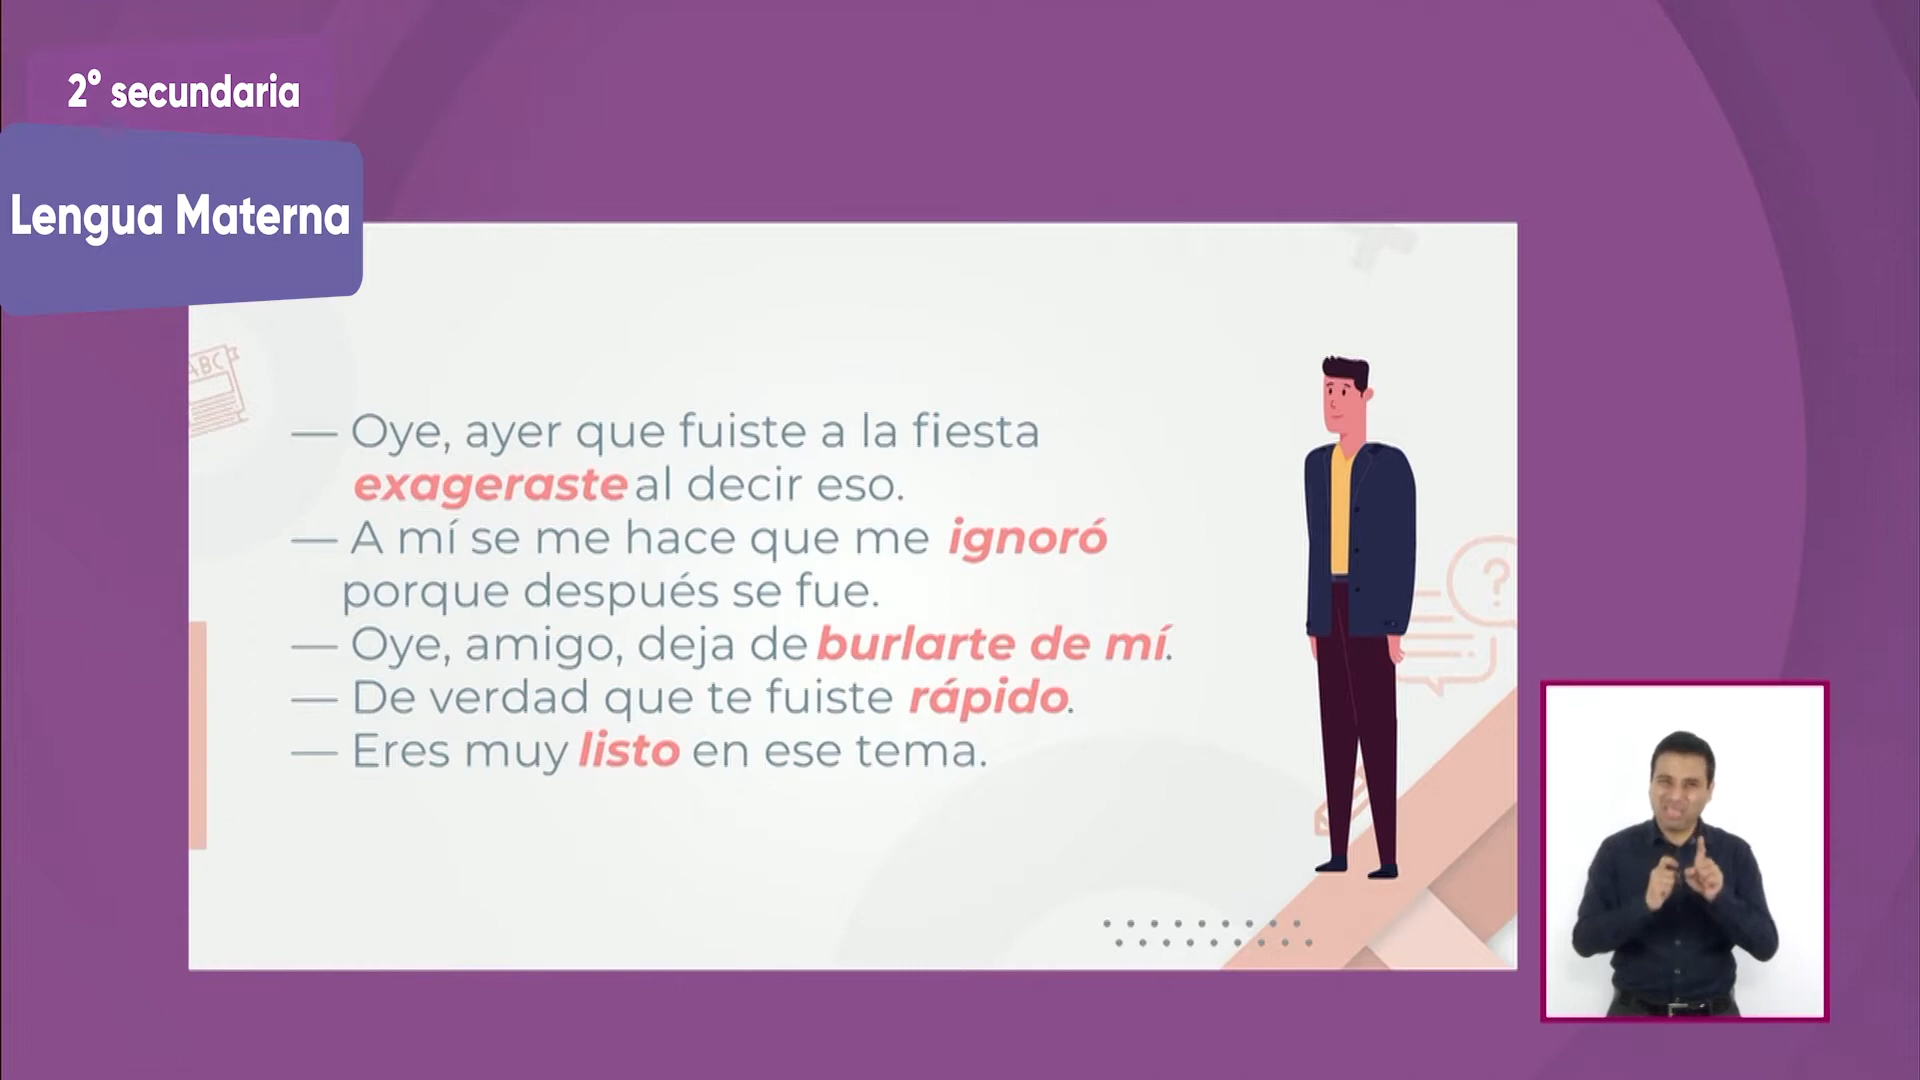 2° secundaria
Lengua Materna
ABC
— Oye, ayer que fuiste a la fiesta
exageraste al decir eso.
— A mí se me hace que me ignoró
porque después se fue.
— Oye, amigo, deja de burlarte de mí.
— De verdad que te fuiste rápido.
— Eres muy listo en ese tema.
?